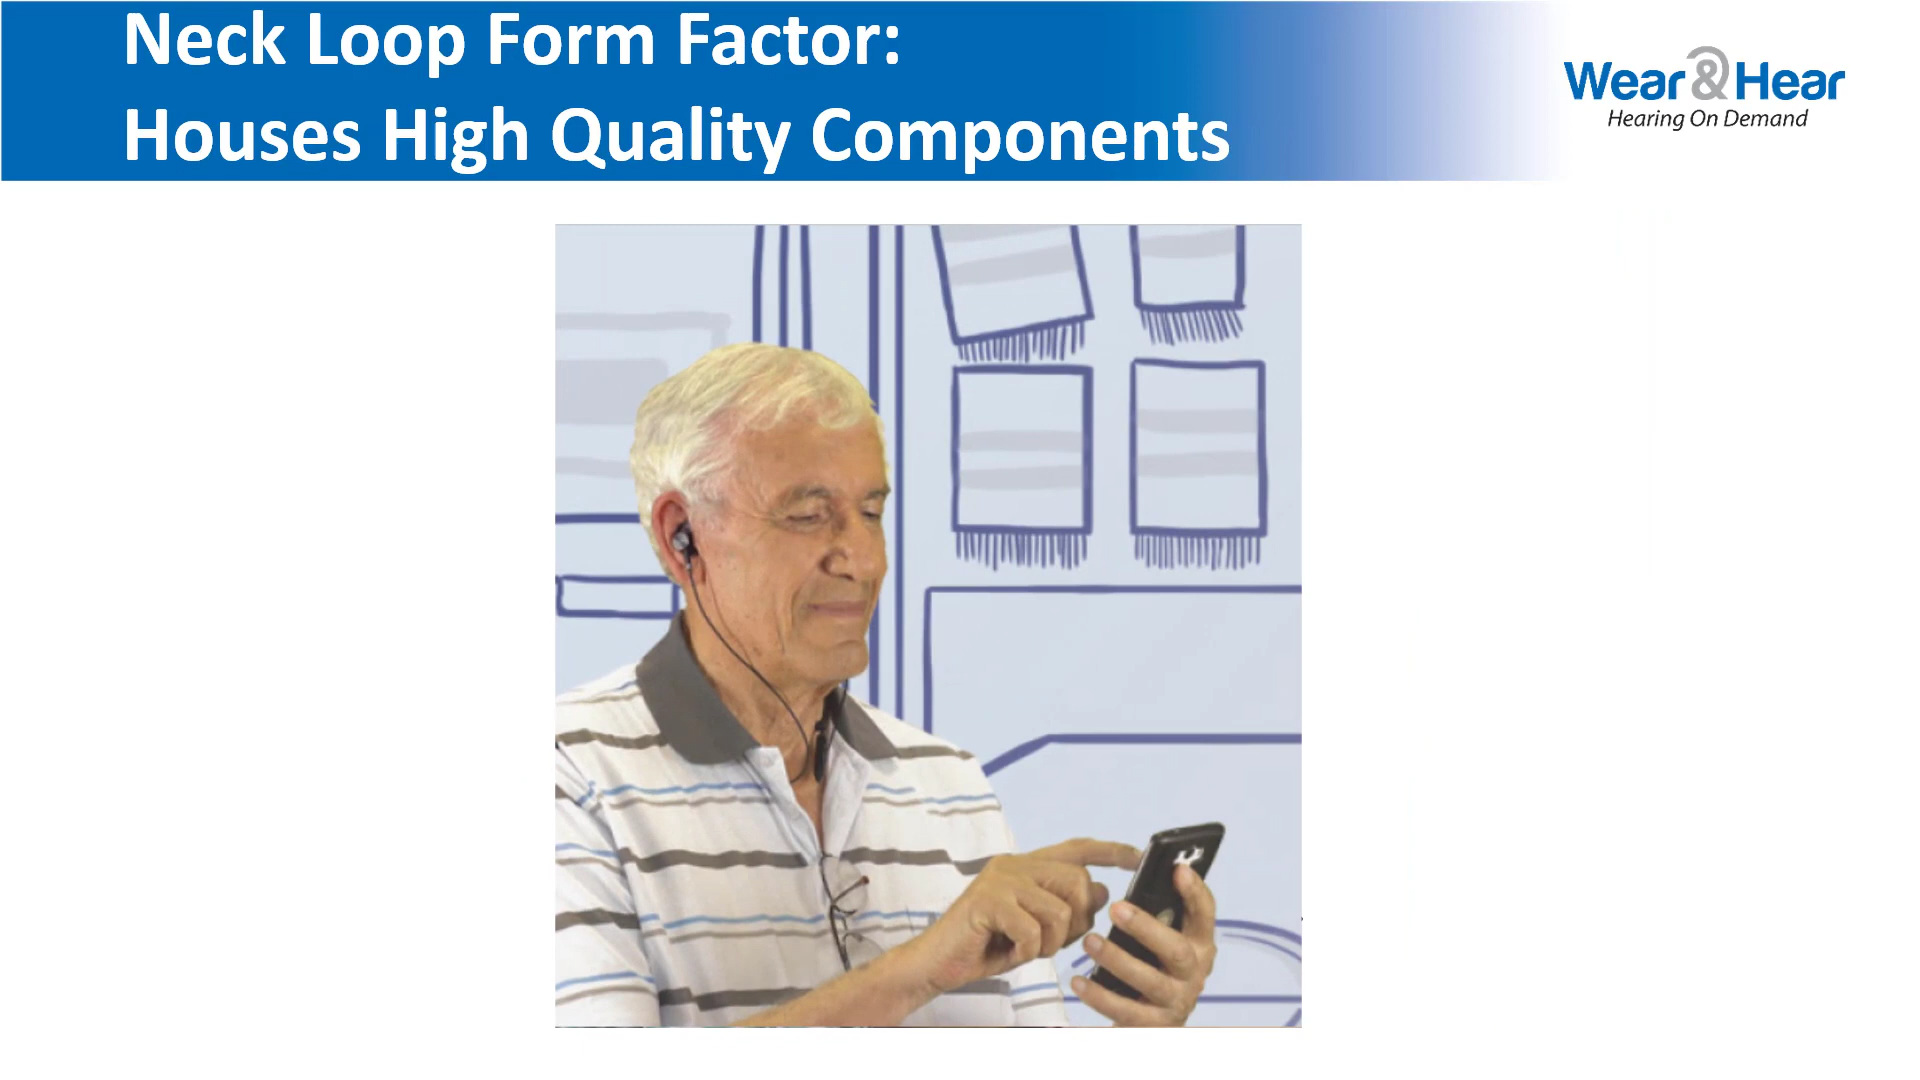 Neck Loop Form Factor:
Houses High Quality Components
Wear&Hear
Hearing On Demand